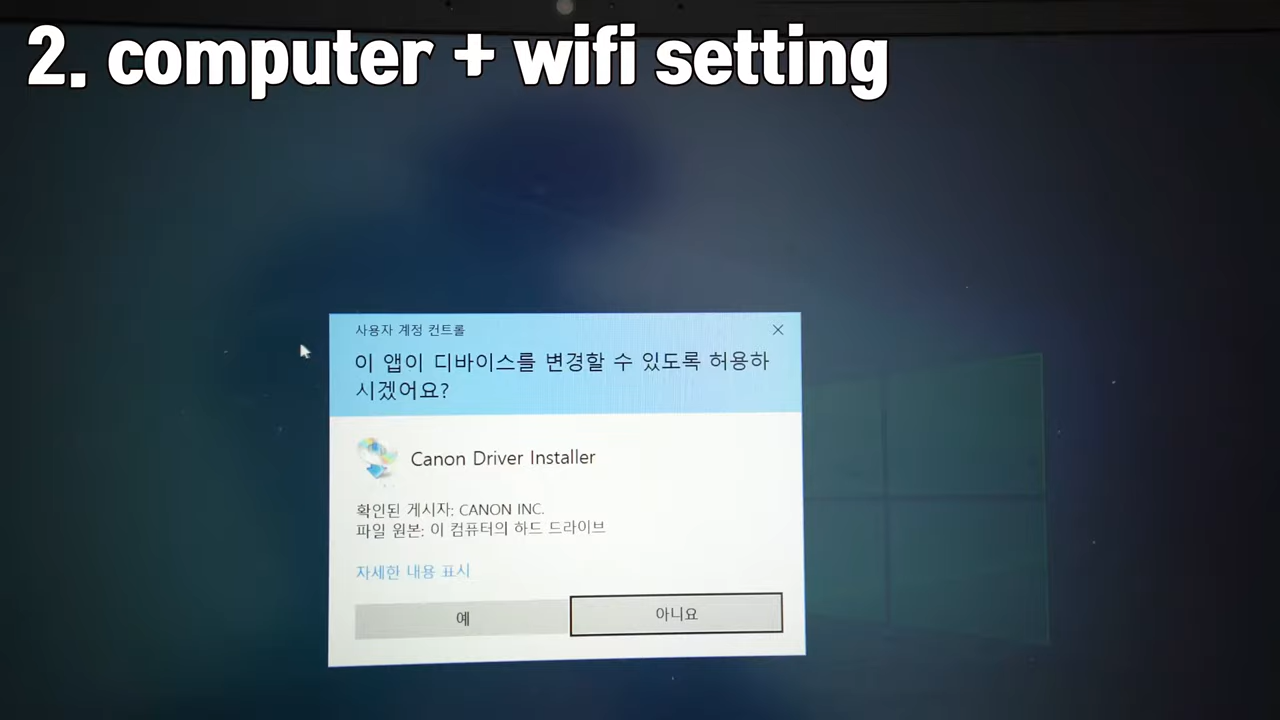 2. computer + wifi setting
사용자 계정 컨트롤
이 앱이 디바이스를 변경할 수 있도록 허용하
시겠어요?
Canon Driver Installer
확인된 게시자: CANON INC.
파일 원본: 이 컴퓨터의 하드 드라이브
자세한 내용 표시
예
아니요